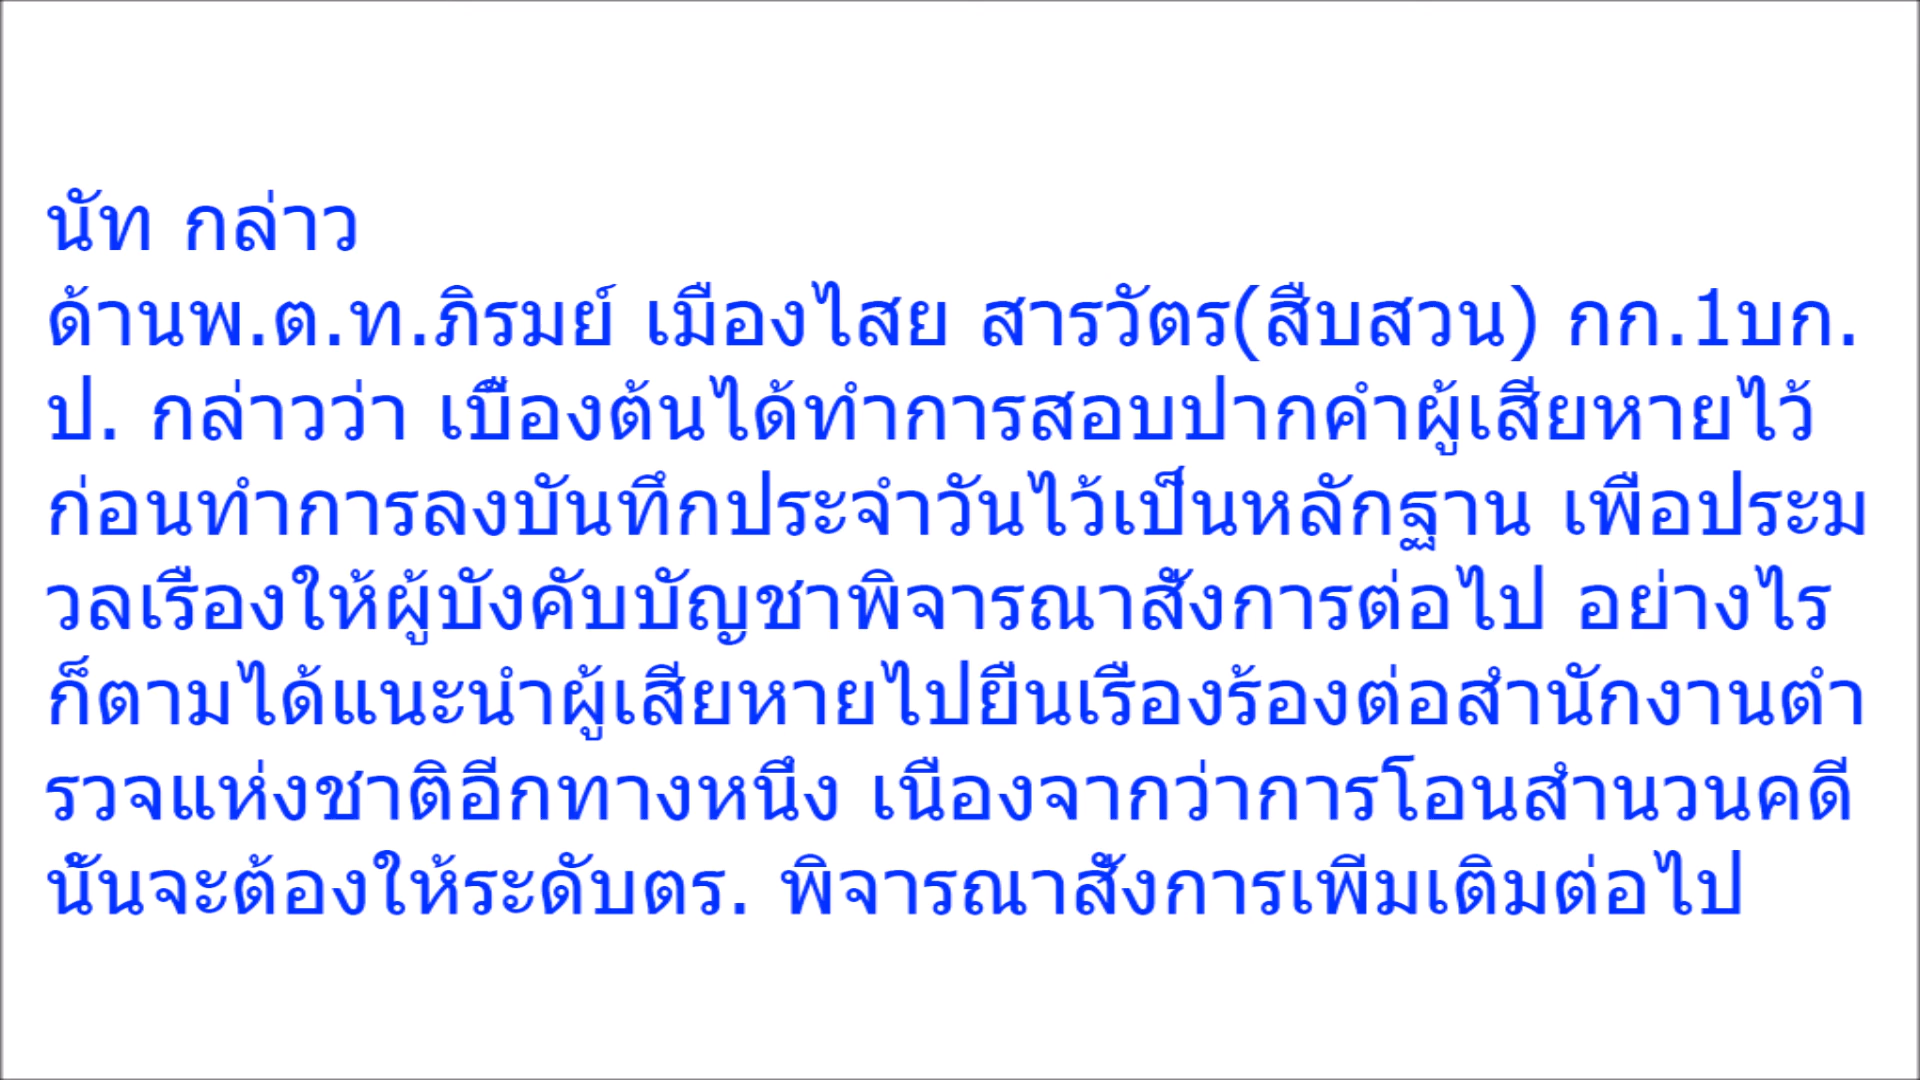 นัท กล่าว
ด้านพ.ต.ท.ภิรมย์ เมืองไสย สารวัตร(สืบสวน) กก.1บก.
ป. กล่าวว่า เบื้องต้นได้ทำการสอบปากคำผู้เสียหายไว้
ก่อนทำการลงบันทึกประจำวันไว้เป็นหลักฐาน เพื่อประม
วลเรื่องให้ผู้บังคับบัญชาพิจารณาสั่งการต่อไป อย่างไร
ก็ตามได้แนะนำผู้เสียหายไปยื่นเรื่องร้องต่อสำนักงานตำ
รวจแห่งชาติอีกทางหนึ่ง เนื่องจากว่าการโอนสำนวนคดี
นั้นจะต้องให้ระดับตร. พิจารณาสั่งการเพิ่มเติมต่อไป